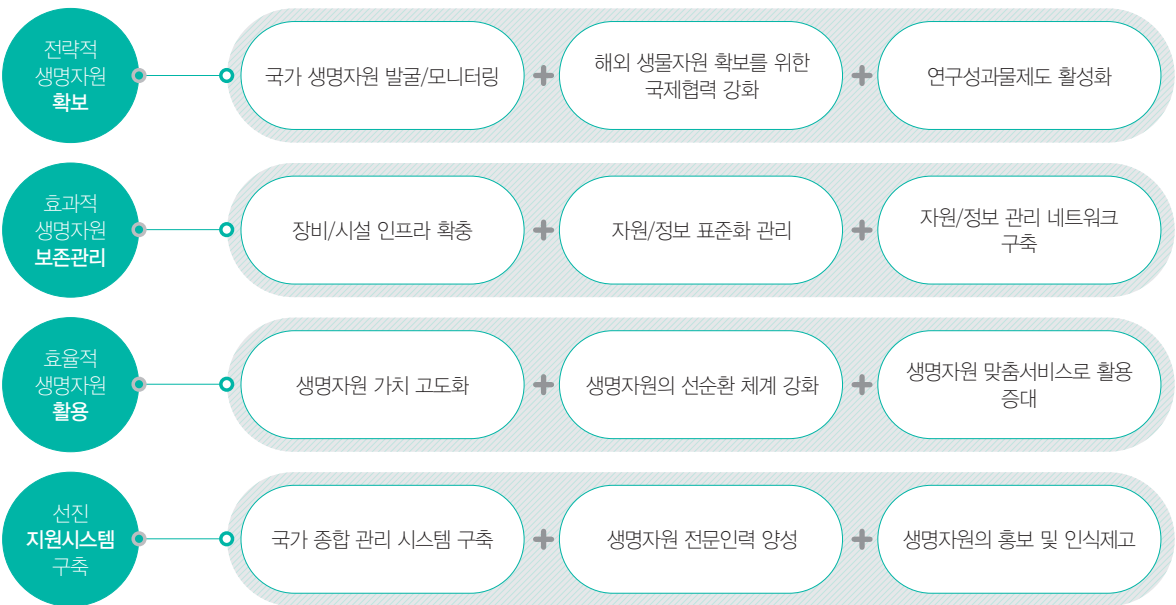 전략적
생명자원
확보
국가 생명자원 발굴/모니터링
해외 생물자원 확보를 위한
국제협력 강화
연구성과물제도 활성화
효과적
생명자원
보존관리
장비/시설 인프라 확충
자원/정보 표준화 관리
자원/정보 관리 네트워크
구축
효율적
생명자원
활용
생명자원 가치 고도화
생명자원의 선순환 체계 강화
생명자원 맞춤서비스로 활용
증대
선진
지원시스템
구축
국가 종합 관리 시스템 구축
생명자원 전문인력 양성
생명자원의 홍보 및 인식제고